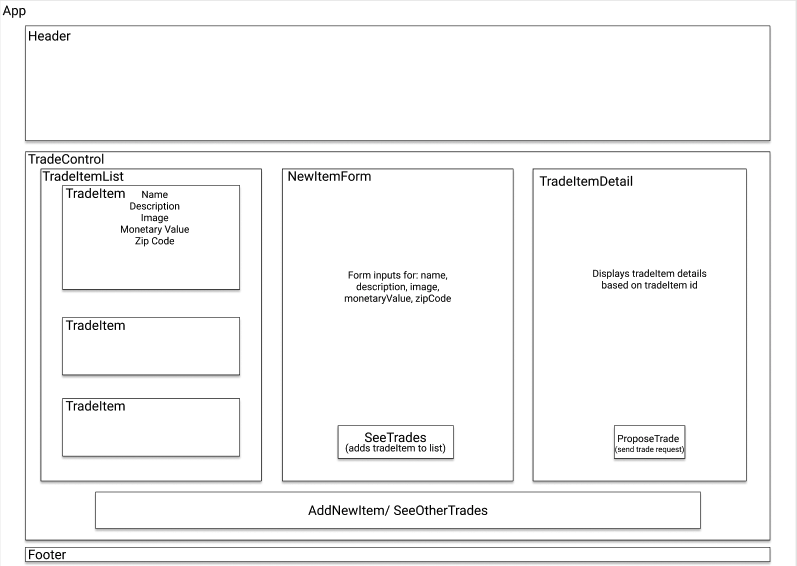 App
Header
TradeControl
TradeItemList
TradeItem
Name
Description
Image
Monetary Value
Zip Code
TradeItem
TradeItem
NewItemForm
Form inputs for: name,
description, image,
monetaryValue, zipCode
SeeTrades
(adds tradeItem to list)
TradeItemDetail
Displays tradeItem details
based on tradeItem id
ProposeTrade
(send trade request)
AddNewItem/ SeeOtherTrades
Footer